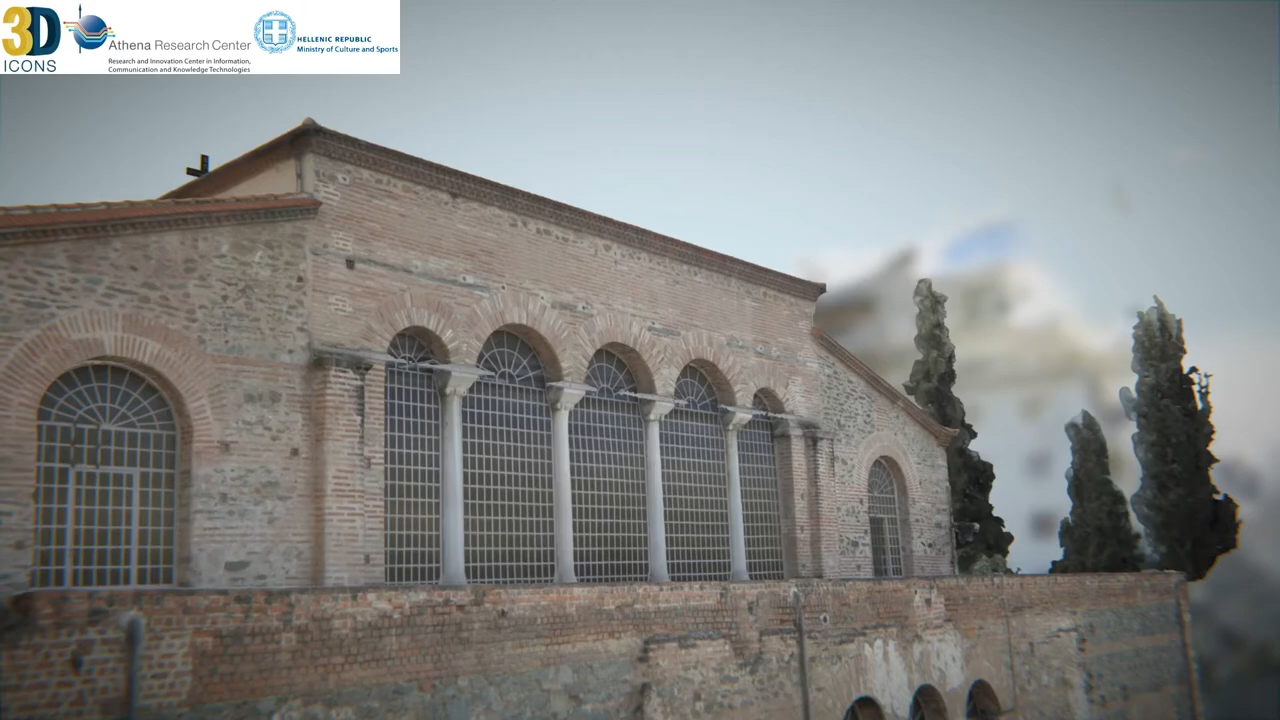 3D
ICONS
Athena Research Center
Research and Innovation Center in Information,
Communication and Knowledge Technologies
HELLENIC REPUBLIC
Ministry of Culture and Sports